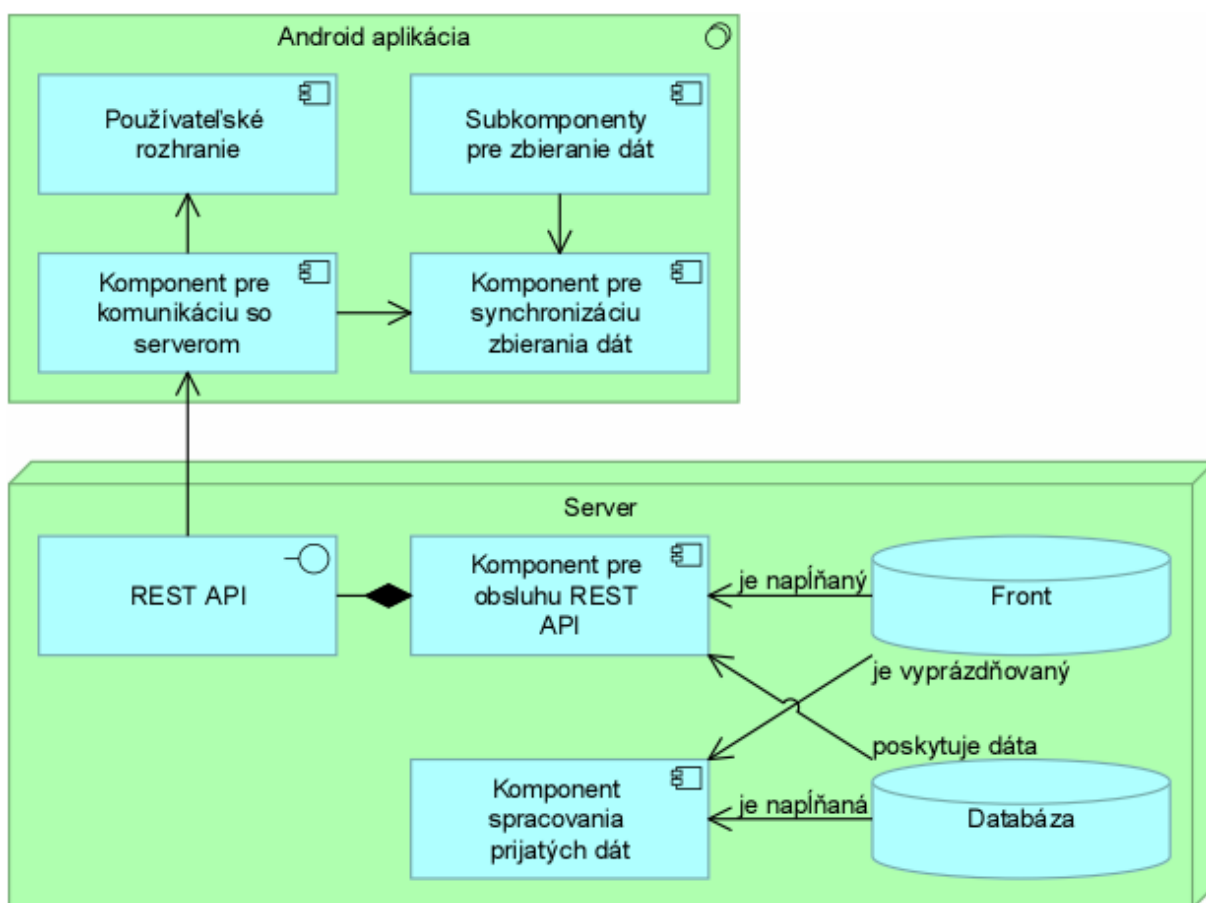 Android aplikácia
Používateľské
rozhranie
Subkomponenty
pre zbieranie dát
Komponent pre
komunikáciu so
serverom
Komponent pre
synchronizáciu
zbierania dát
Server
REST API
Komponent pre
obsluhu REST
API
je napĺňaný
Front
je vyprázdňovaný
poskytuje dáta
Komponent
spracovania
prijatých dát
je napĺňaná
Databáza